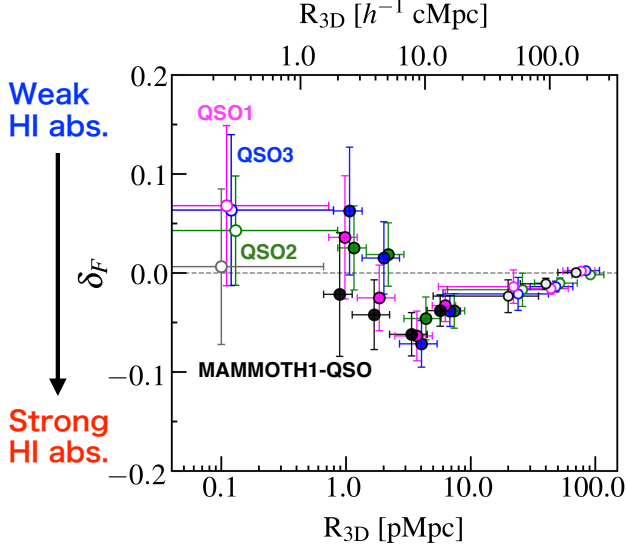 R3D [h−1 cMpc]
1.0 10.0 100.0
Weak
HI abs.
0.2
QSO1
QSO3
0.1
QSO2
δF
0.0
MAMMOTH1-QSO
−0.1
Strong
HI abs.
−0.2
0.1 1.0 10.0 100.0
R3D [pMpc]